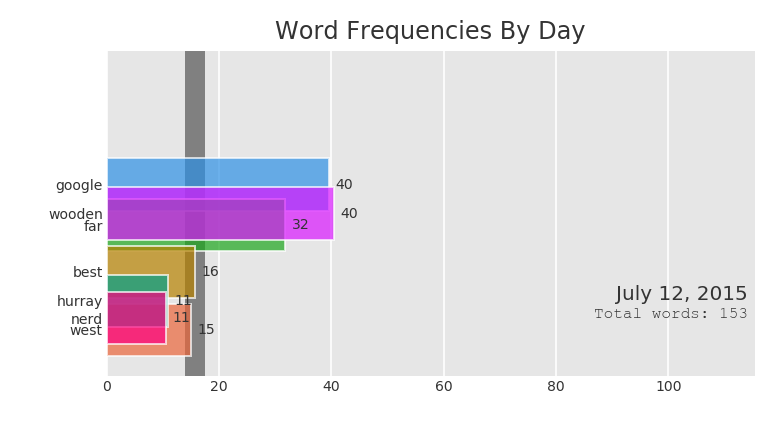 Word Frequencies By Day
google 40
wooden 40
far 32
best 16
hurray 11
nerd 11
west 15
July 12, 2015
Total words: 153
0 20 40 60 80 100